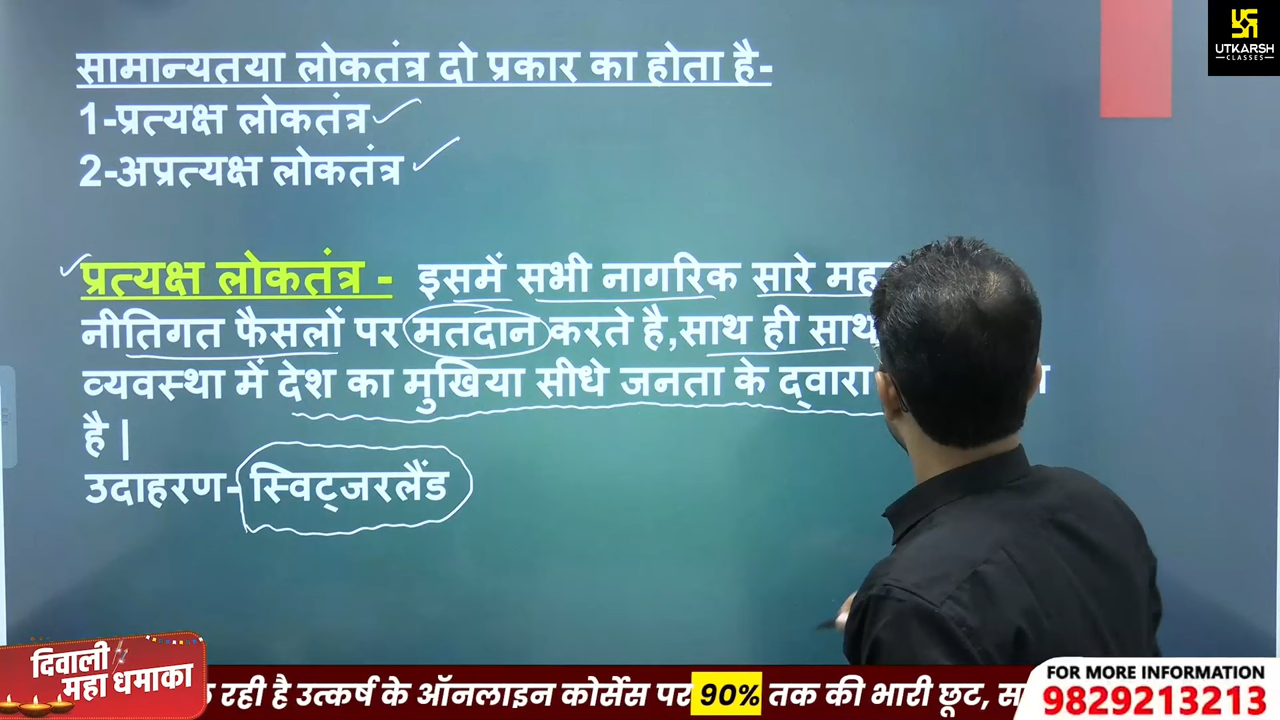 सामान्यतया लोकतंत्र दो प्रकार का होता है-
1-प्रत्यक्ष लोकतंत्र
2-अप्रत्यक्ष लोकतंत्र
प्रत्यक्ष लोकतंत्र - इसमें सभी नागरिक सारे
नीतिगत फैसलों पर मतदान करते है,साथ ही साथ
व्यवस्था में देश का मुखिया सीधे जनता के द्वारा
है |
उदाहरण- स्विट्जरलैंड
UTKARSH
CLASSES
दिवाली
महा धमाका
रही है उत्कर्ष के ऑनलाइन कोर्सेस पर 90% तक की भारी छूट,
FOR MORE INFORMATION
9829213213